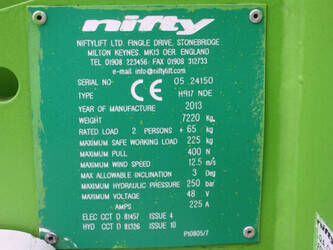 nifty
NIFTYLIFT LTD, FINGLE DRIVE, STONEBRIDGE
MILTON KEYNES, MK13 OER, ENGLAND
TEL 01908 223456: FAX 01908 312733
e-mail info@niftylift.com
SERIAL NO 05 24150
TYPE CE H917 NDE
YEAR OF MANUFACTURE 2013
WEIGHT 7220 Kg
RATED LOAD 2 PERSONS + 65 kg
MAXIMUM SAFE WORKING LOAD 225 kg
MAXIMUM PULL 400 N
MAXIMUM WIND SPEED 12.5 m/s
MAX ALLOWABLE INCLINATION 3 Deg
MAXIMUM HYDRAULIC PRESSURE 250 bar
MAXIMUM VOLTAGE 48 V
AMPS 225 A
ELEC CCT D 81457 ISSUE 4
HYD CCT D 81326 ISSUE 10 P10805/7